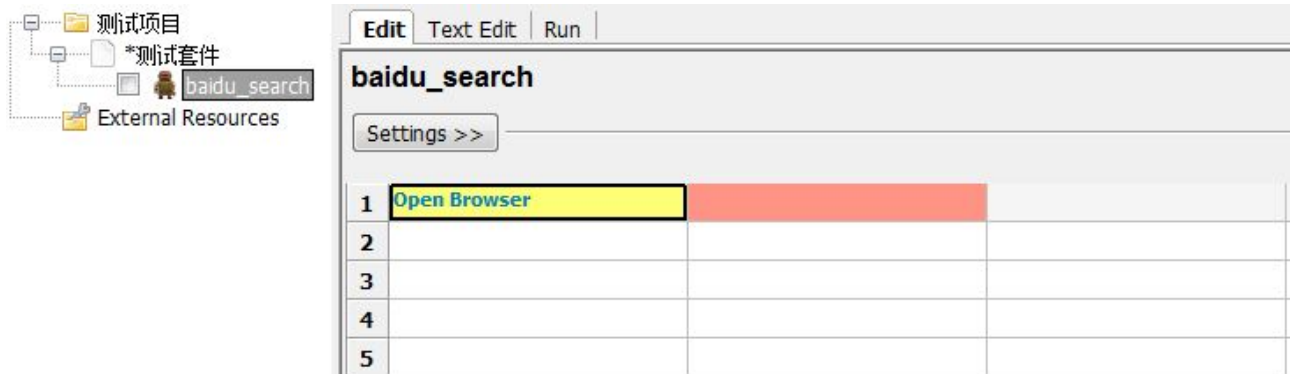 测试项目
*测试套件
baidu_search
External Resources
Edit Text Edit Run
baidu_search
Settings >>
1 Open Browser
2
3
4
5